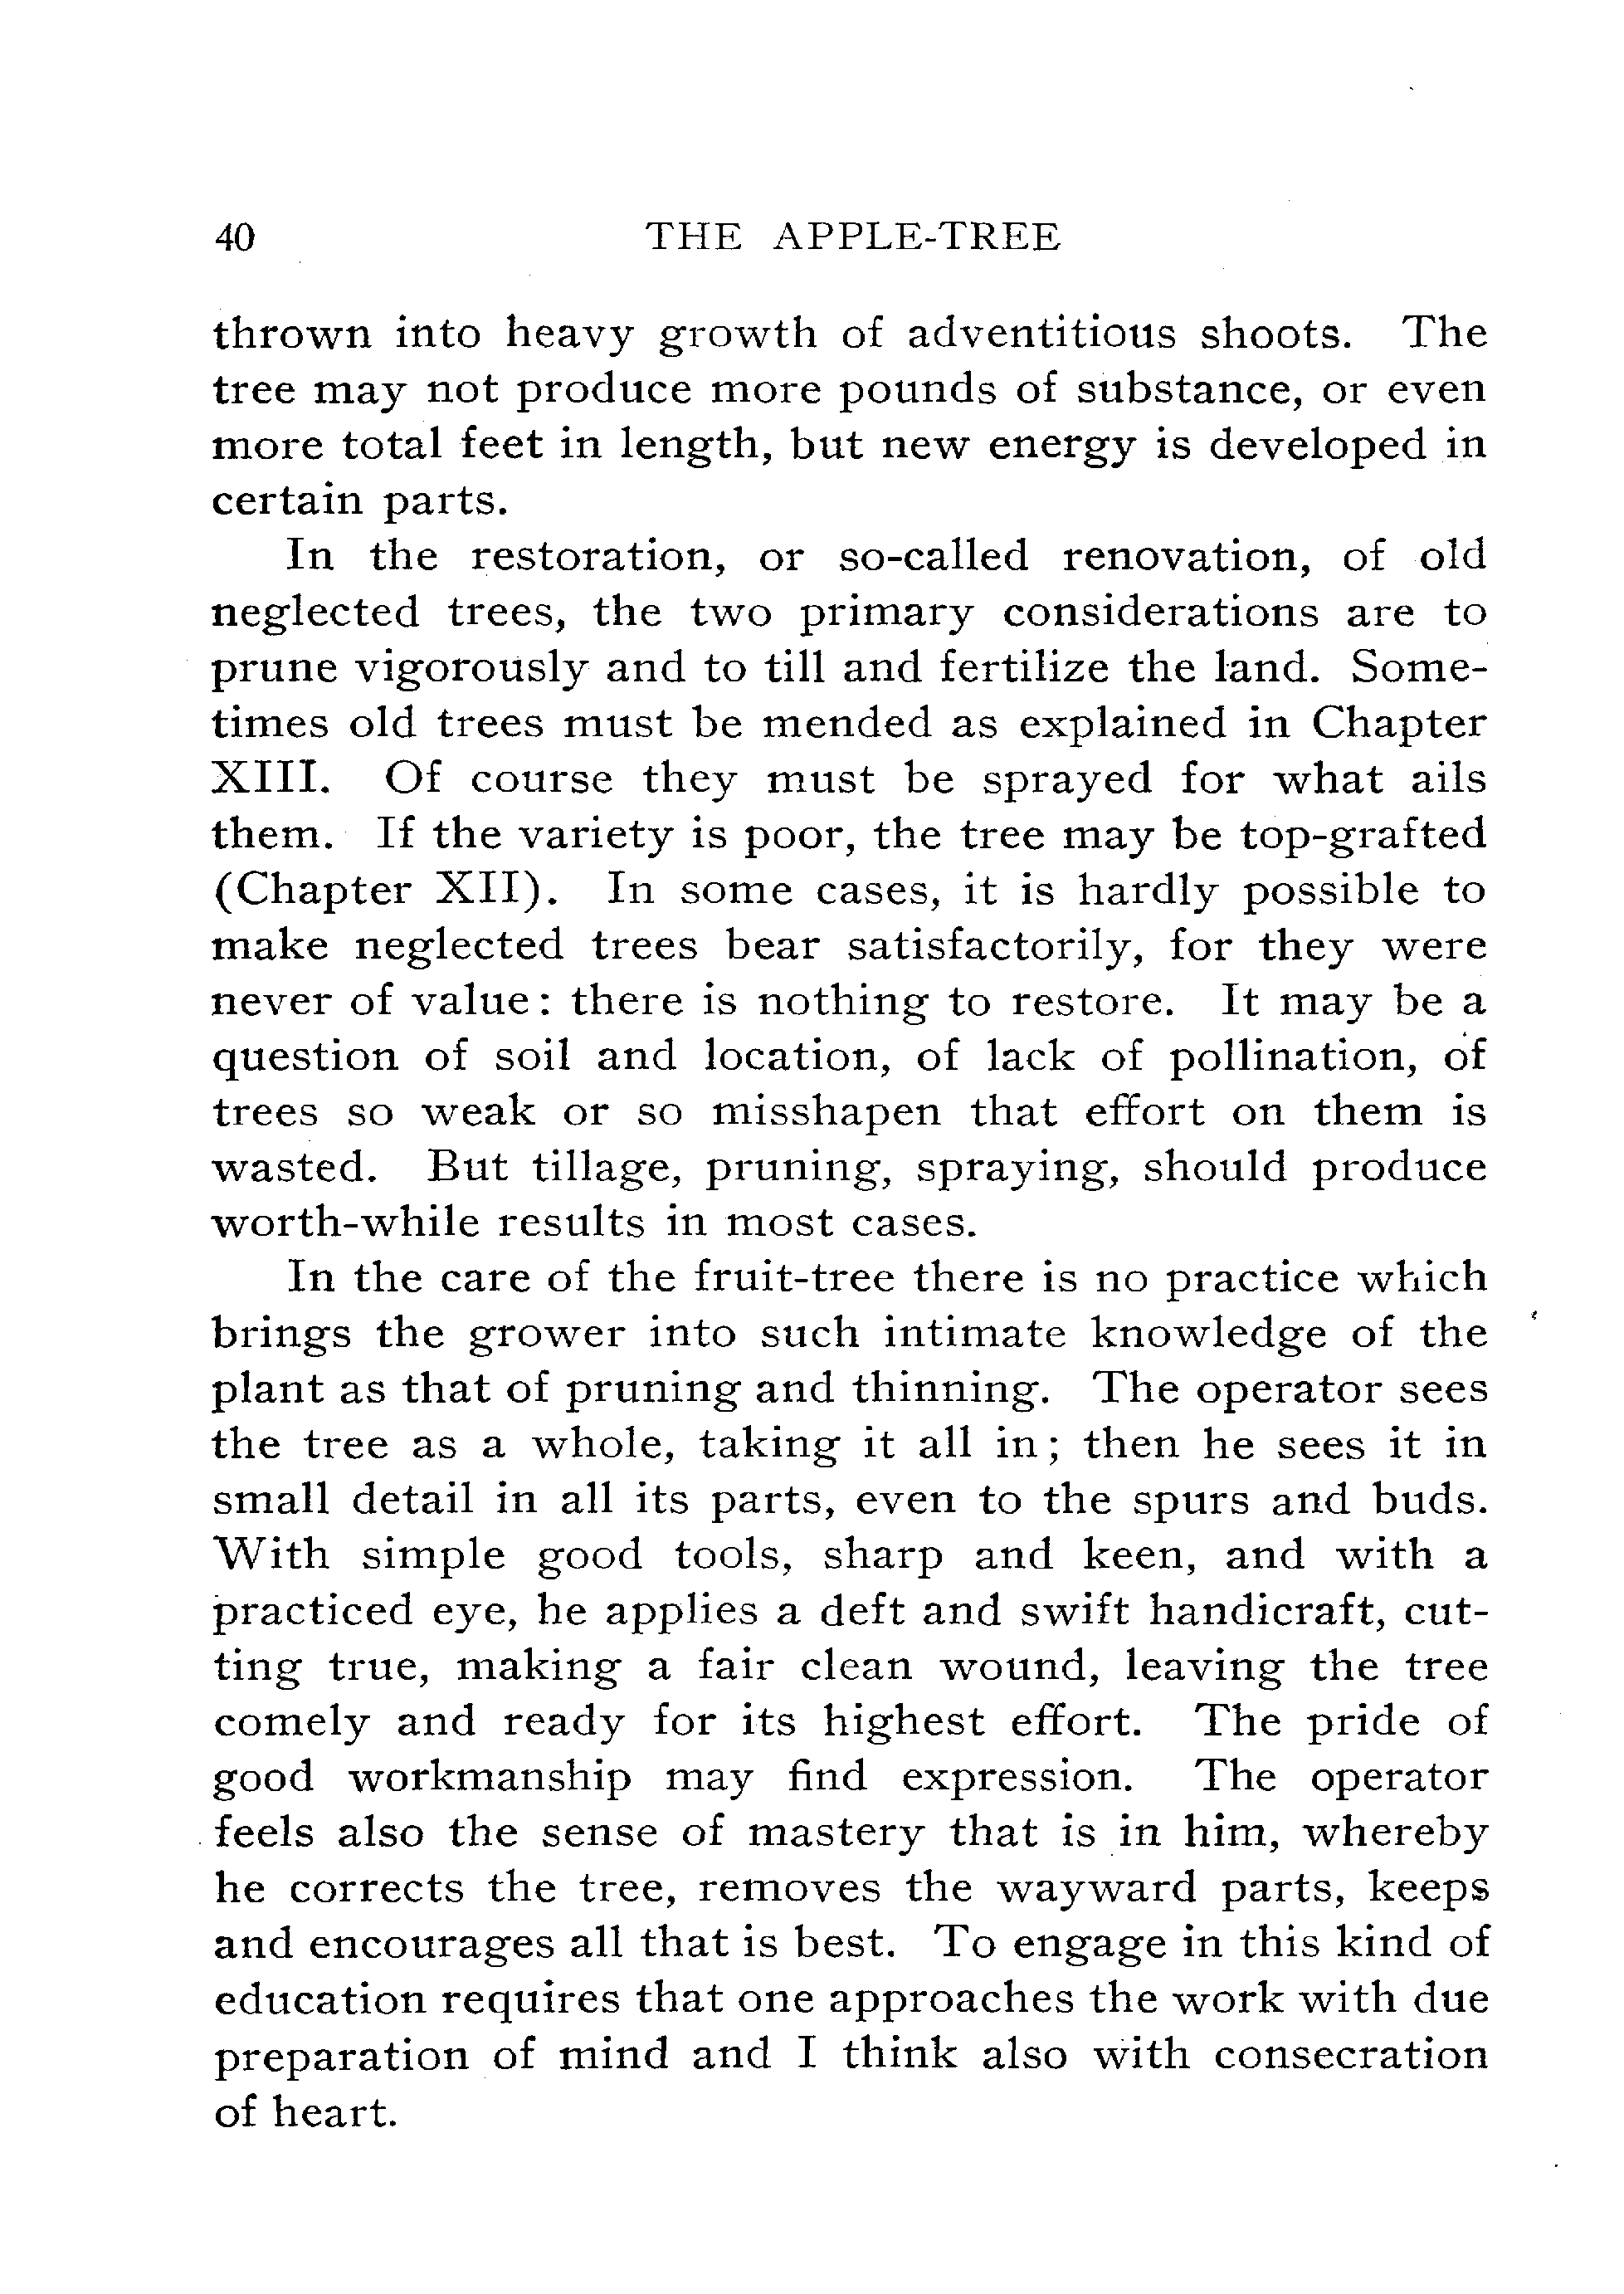 40 THE APPLE-TREE
thrown into heavy growth of adventitious shoots. The
tree may not produce more pounds of substance, or even
more total feet in length, but new energy is developed in
certain parts.
In the restoration, or so-called renovation, of old
neglected trees, the two primary considerations are to
prune vigorously and to till and fertilize the land. Some-
times old trees must be mended as explained in Chapter
XIII. Of course they must be sprayed for what ails
them. If the variety is poor, the tree may be top-grafted
(Chapter XII). In some cases, it is hardly possible to
make neglected trees bear satisfactorily, for they were
never of value: there is nothing to restore. It may be a
question of soil and location, of lack of pollination, of
trees so weak or so misshapen that effort on them is
wasted. But tillage, pruning, spraying, should produce
worth-while results in most cases.
In the care of the fruit-tree there is no practice which
brings the grower into such intimate knowledge of the
plant as that of pruning and thinning. The operator sees
the tree as a whole, taking it all in; then he sees it in
small detail in all its parts, even to the spurs and buds.
With simple good tools, sharp and keen, and with a
practiced eye, he applies a deft and swift handicraft, cut-
ting true, making a fair clean wound, leaving the tree
comely and ready for its highest effort. The pride of
good workmanship may find expression. The operator
feels also the sense of mastery that is in him, whereby
he corrects the tree, removes the wayward parts, keeps
and encourages all that is best. To engage in this kind of
education requires that one approaches the work with due
preparation of mind and I think also with consecration
of heart.